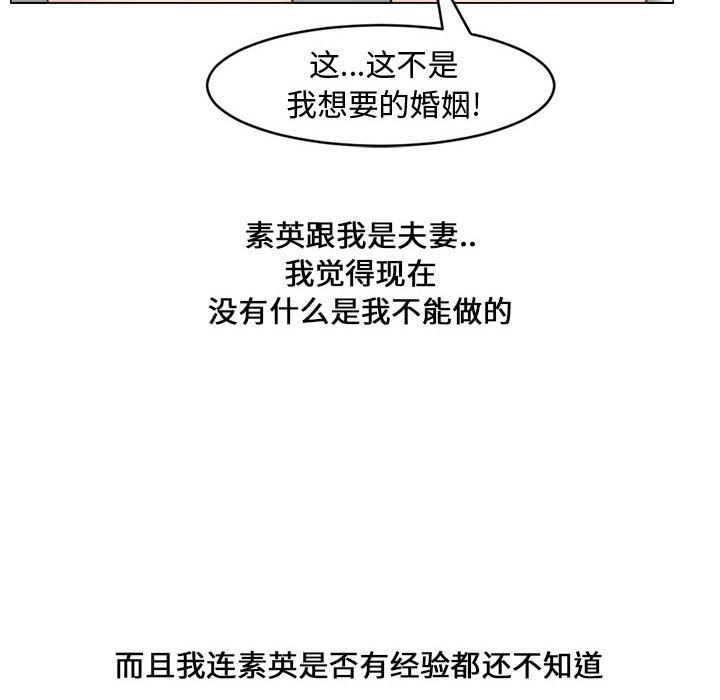 这...这不是
我想要的婚姻!
素英跟我是夫妻..
我觉得现在
没有什么是我不能做的
而且我连素英是否有经验都还不知道